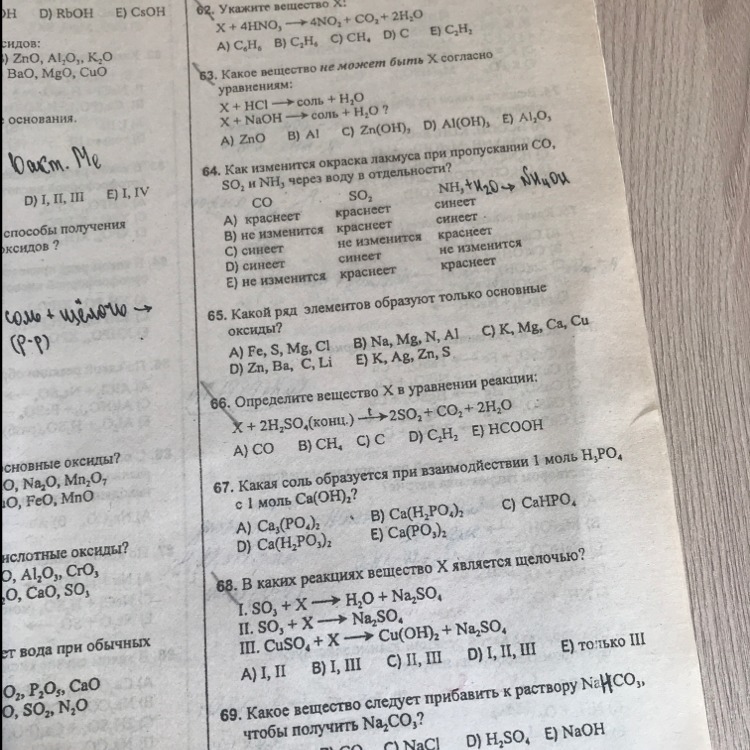 ОН D) RbOH E) CsOH
сидов:
) ZnO, Al₂O₃, K₂O
BaO, MgO, CuO
основания.
вакт. Me
D) I, II, III E) I, IV
способы получения
оксидов ?
соль + щёлочь →
(р-р)
сновные оксиды?
O, Na₂O, Mn₂O₇
O, FeO, MnO
ислотные оксиды?
O, Al₂O₃, CrO₃
₂O, CaO, SO₃
ет вода при обычных
O₂, P₂O₅, CaO
O, SO₂, N₂O
62. Укажите вещество X:
X + 4HNO₃ → 4NO₂ + CO₂ + 2H₂O
A) C₆H₆ B) C₂H₆ C) CH₄ D) C E) C₂H₂
63. Какое вещество не может быть X согласно
уравнениям:
X + HCl → соль + H₂O
X + NaOH → соль + H₂O ?
A) ZnO B) Al C) Zn(OH)₂ D) Al(OH)₃ E) Al₂O₃
64. Как изменится окраска лакмуса при пропускании CO,
SO₂ и NH₃ через воду в отдельности?
CO SO₂ NH₃ + H₂O → NH₄OH
A) краснеет краснеет синеет
B) не изменится краснеет синеет
C) синеет не изменится краснеет
D) синеет синеет не изменится
E) не изменится краснеет краснеет
65. Какой ряд элементов образуют только основные
оксиды?
A) Fe, S, Mg, Cl B) Na, Mg, N, Al C) K, Mg, Ca, Cu
D) Zn, Ba, C, Li E) K, Ag, Zn, S
66. Определите вещество X в уравнении реакции:
X + 2H₂SO₄(конц.) –t→ 2SO₂ + CO₂ + 2H₂O
A) CO B) CH₄ C) C D) C₂H₂ E) HCOOH
67. Какая соль образуется при взаимодйествии 1 моль H₃PO₄
с 1 моль Ca(OH)₂?
A) Ca₃(PO₄)₂ B) Ca(H₂PO₄)₂ C) CaHPO₄
D) Ca(H₂PO₃)₂ E) Ca(PO₃)₂
68. В каких реакциях вещество X является щелочью?
I. SO₃ + X → H₂O + Na₂SO₄
II. SO₃ + X → Na₂SO₄
III. CuSO₄ + X → Cu(OH)₂ + Na₂SO₄
A) I, II B) I, III C) II, III D) I, II, III E) только III
69. Какое вещество следует прибавить к раствору NaHCO₃,
чтобы получить Na₂CO₃?
C) NaCl D) H₂SO₄ E) NaOH